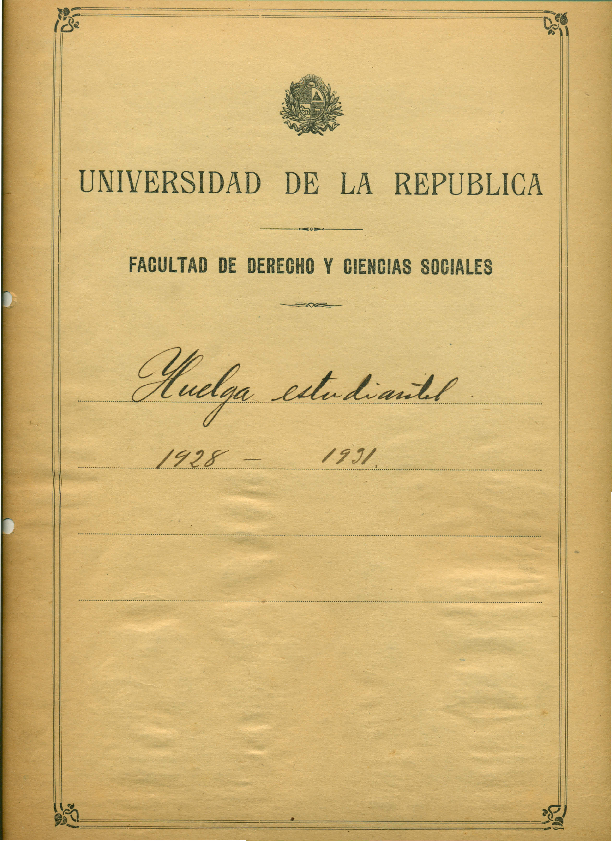 UNIVERSIDAD DE LA REPUBLICA
FACULTAD DE DERECHO Y CIENCIAS SOCIALES
Huelga estudiantil
1928 – 1931.